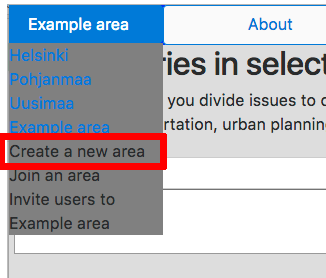 Example area About
Helsinki
Pohjanmaa
ries in select
Uusimaa
you divide issues to
Example area
rtation, urban planning
Create a new area
Join an area
Invite users to
Example area